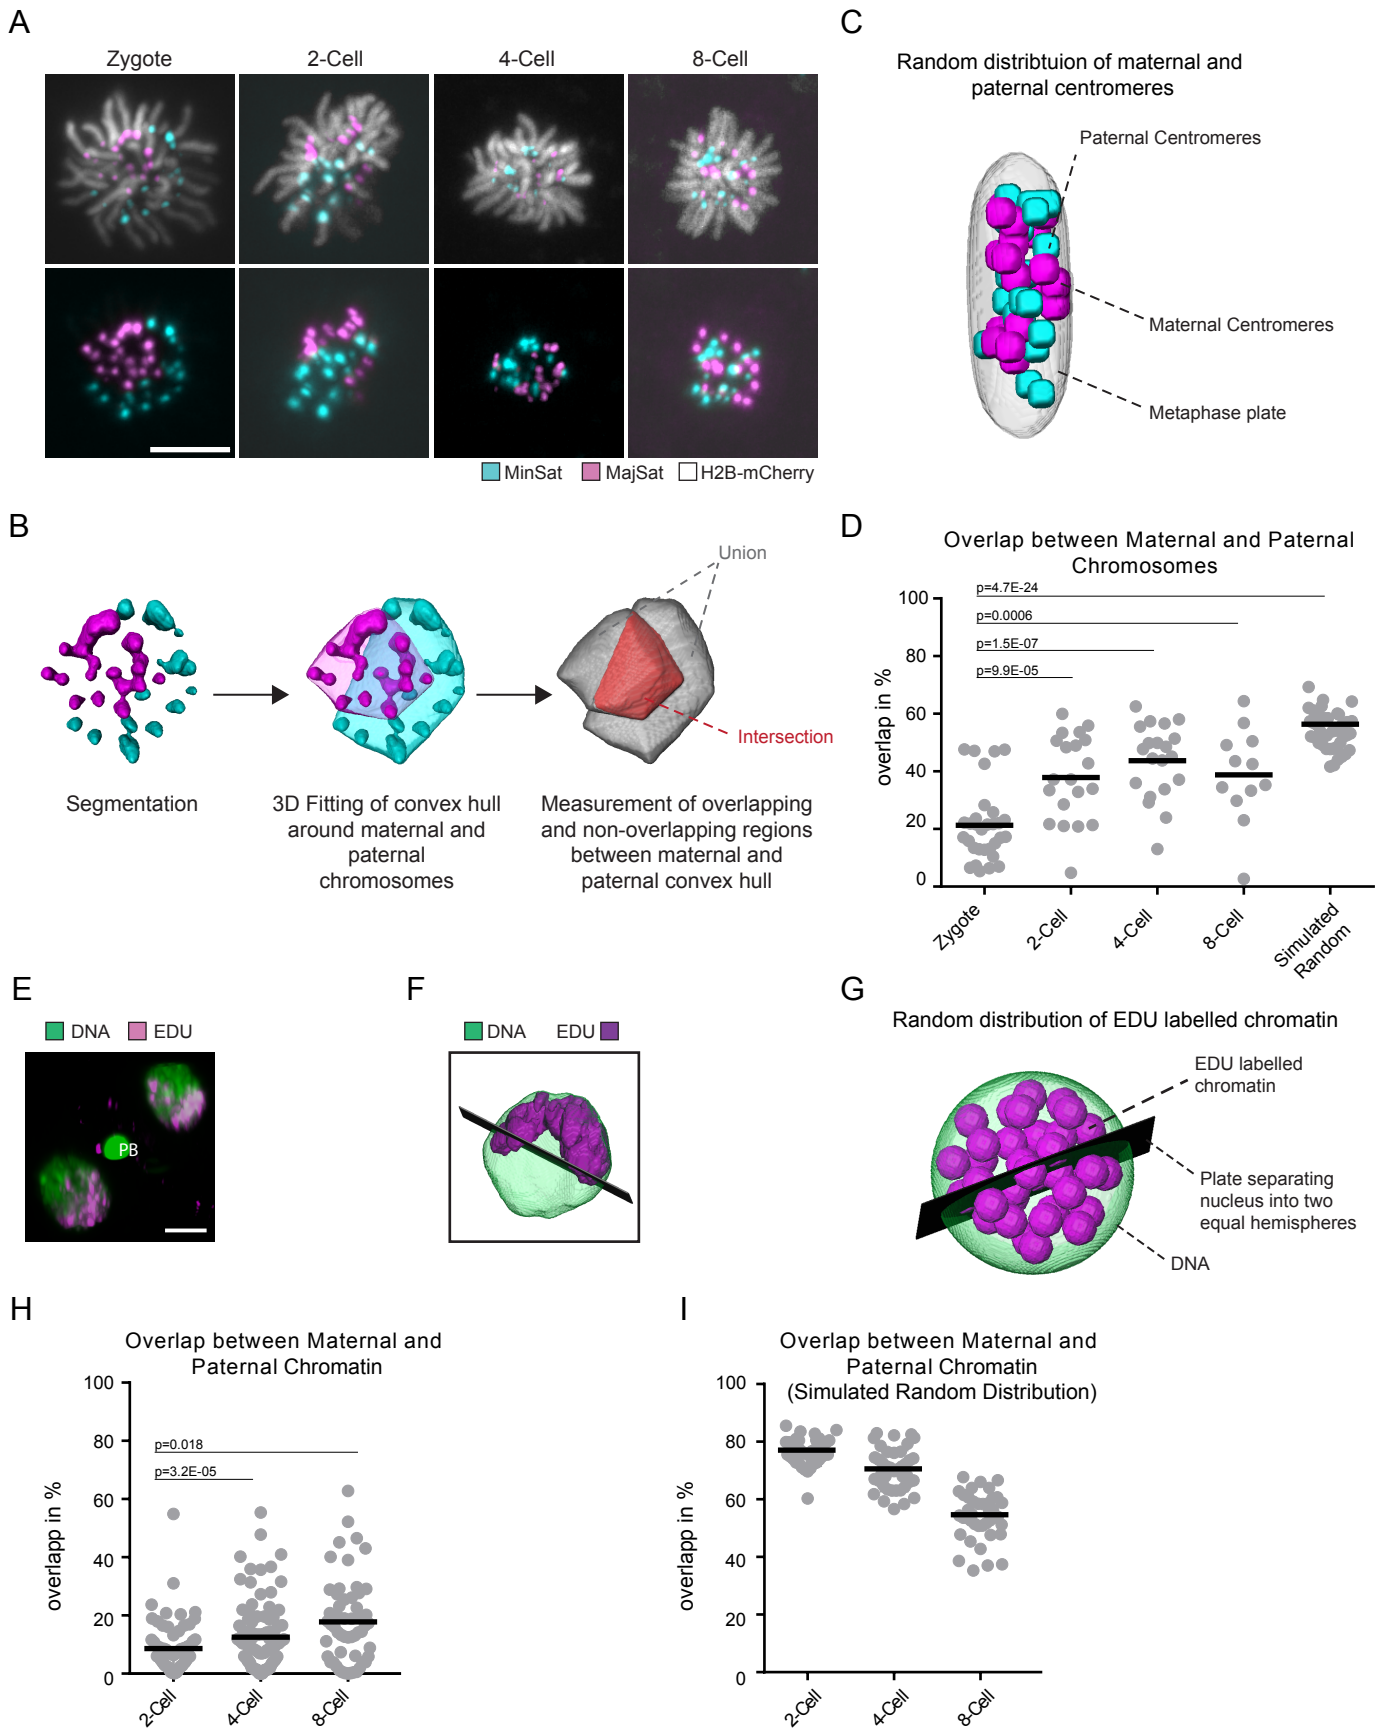 A
Zygote
2-Cell
4-Cell
8-Cell
MinSat
MajSat
H2B-mCherry
B
Segmentation
3D Fitting of convex hull
around maternal and
paternal
chromosomes
Union
Intersection
Measurement of overlapping
and non-overlapping regions
between maternal and
paternal convex hull
C
Random distribtuion of maternal and
paternal centromeres
Paternal Centromeres
Maternal Centromeres
Metaphase plate
D
Overlap between Maternal and Paternal
Chromosomes
p=4.7E-24
p=0.0006
p=1.5E-07
p=9.9E-05
overlap in %
100
80
60
40
20
0
Zygote
2-Cell
4-Cell
8-Cell
Simulated
Random
E
DNA
EDU
PB
F
DNA
EDU
G
Random distribution of EDU labelled chromatin
EDU labelled
chromatin
Plate separating
nucleus into two
equal hemispheres
DNA
H
Overlap between Maternal and
Paternal Chromatin
p=0.018
p=3.2E-05
overlapp in %
100
80
60
40
20
0
2-Cell
4-Cell
8-Cell
I
Overlap between Maternal and
Paternal Chromatin
(Simulated Random Distribution)
overlapp in %
100
80
60
40
20
0
2-Cell
4-Cell
8-Cell